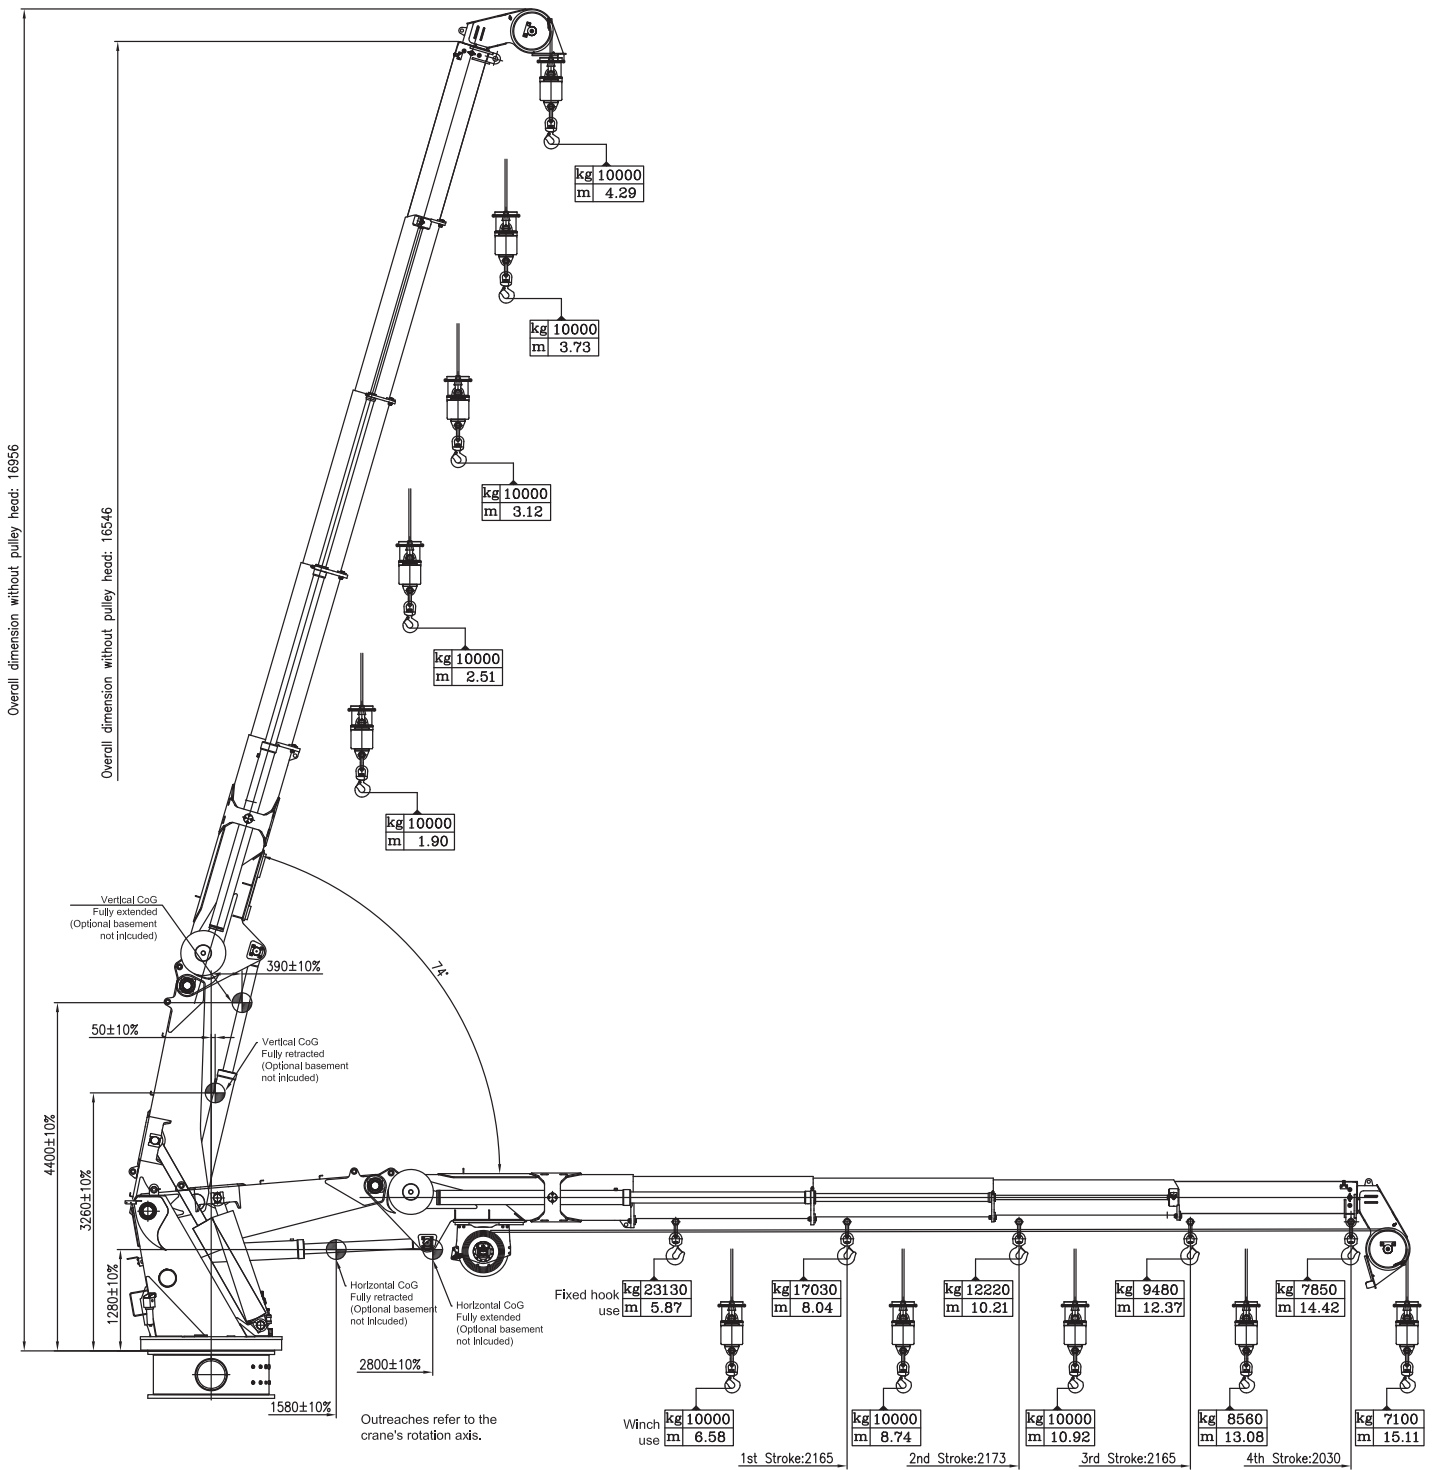 kg 10000
m 4.29
kg 10000
m 3.73
kg 10000
m 3.12
kg 10000
m 2.51
kg 10000
m 1.90
Overall dimension without pulley head: 16956
Overall dimension without pulley head: 16546
Vertical CoG
Fully extended
(Optional basement
not inlcuded)
390±10%
74°
50±10%
Vertical CoG
Fully retracted
(Optional basement
not inlcuded)
4400±10%
3260±10%
1280±10%
Horizontal CoG
Fully retracted
(Optional basement
not inlcuded)
Horizontal CoG
Fully extended
(Optional basement
not inlcuded)
2800±10%
1580±10%
Outreaches refer to the
crane's rotation axis.
Fixed hook
use
kg 23130
m 5.87
kg 17030
m 8.04
kg 12220
m 10.21
kg 9480
m 12.37
kg 7850
m 14.42
Winch
use
kg 10000
m 6.58
kg 10000
m 8.74
kg 10000
m 10.92
kg 8560
m 13.08
kg 7100
m 15.11
1st Stroke:2165
2nd Stroke:2173
3rd Stroke:2165
4th Stroke:2030